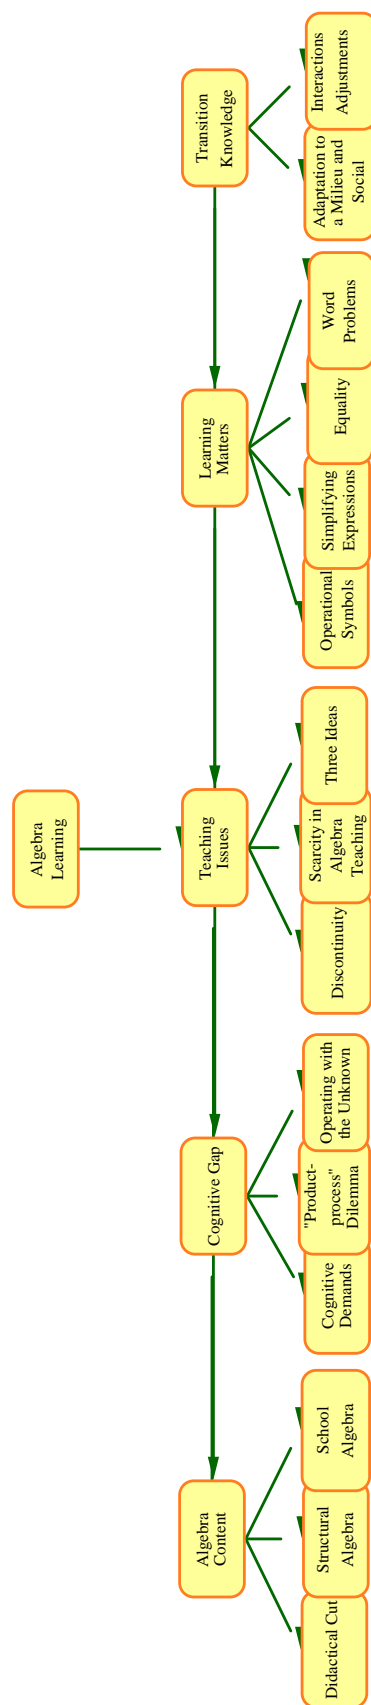 Algebra
Learning
Algebra
Content
Cognitive Gap
Teaching
Issues
Learning
Matters
Transition
Knowledge
Didactical Cut
Structural
Algebra
School
Algebra
Cognitive
Demands
"Product-
process"
Dilemma
Operating with
the Unknown
Discontinuity
Scarcity in
Algebra
Teaching
Three Ideas
Operational
Symbols
Simplifying
Expressions
Equality
Word
Problems
Adaptation to
a Milieu and
Social
Interactions
Adjustments